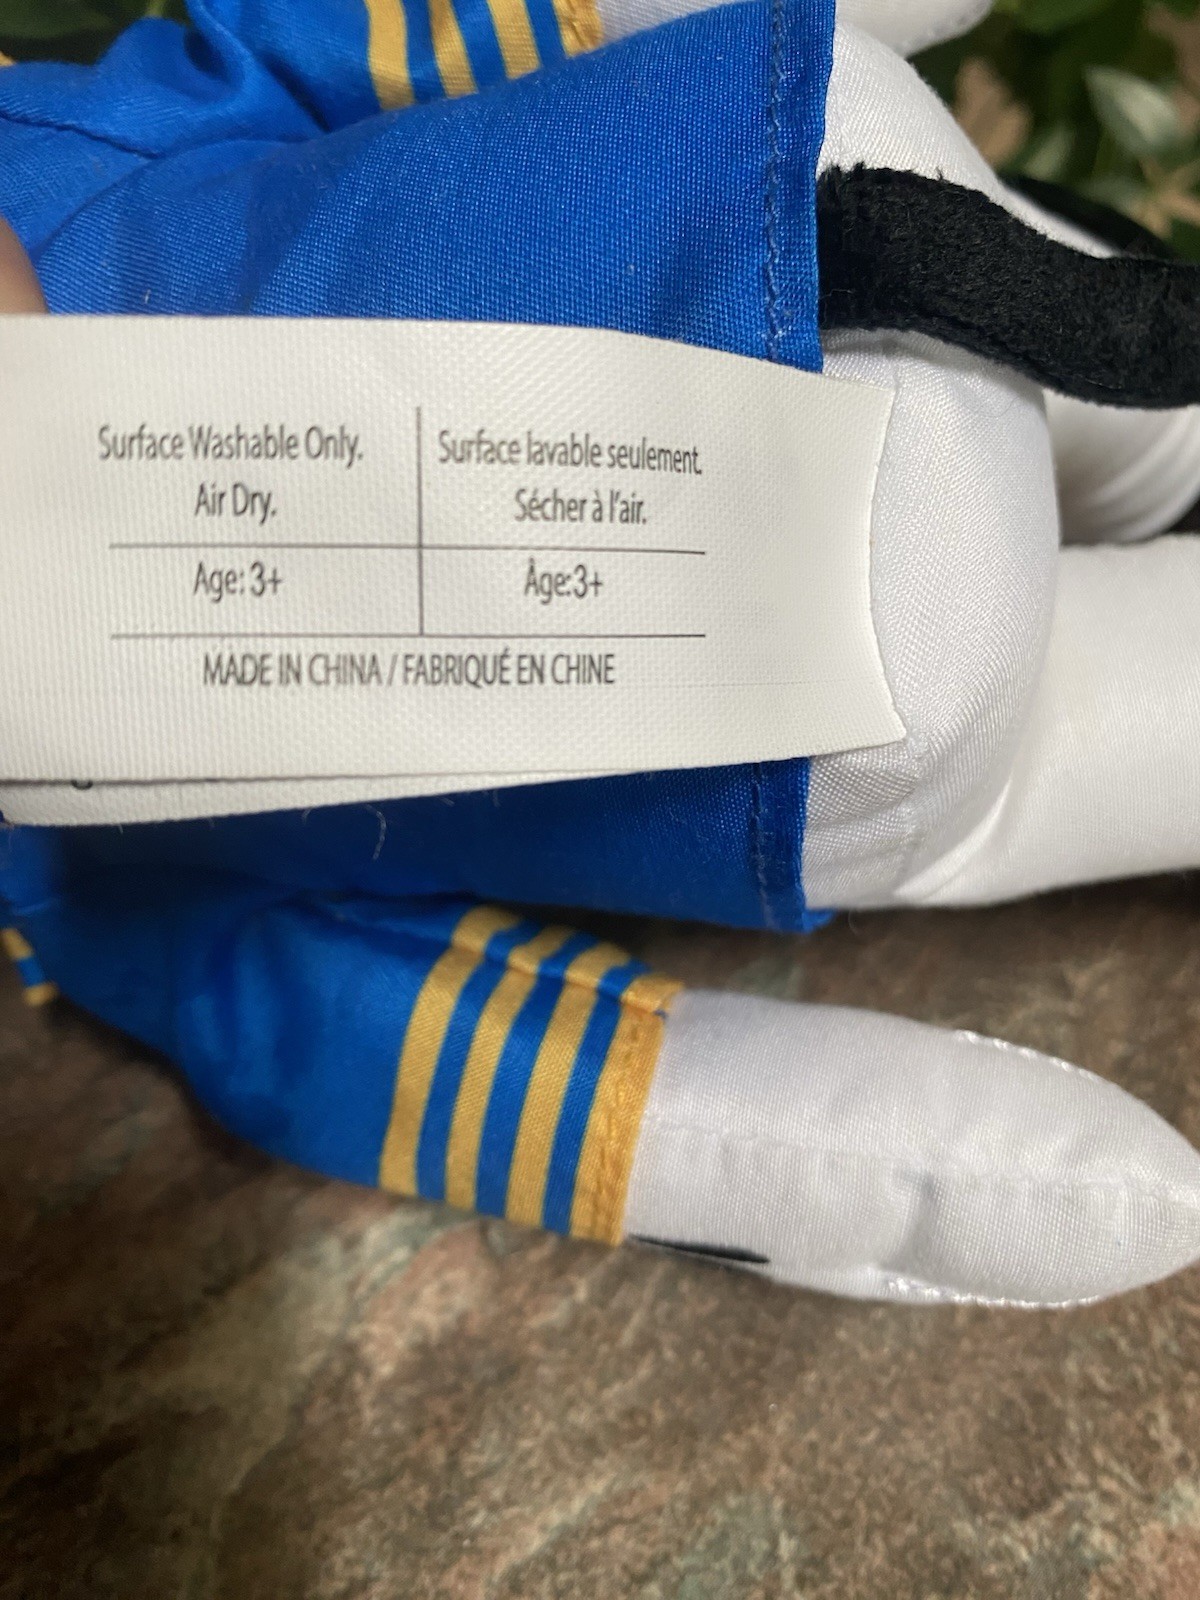 Surface Washable Only.
Air Dry.
Surface lavable seulement.
Sécher à l'air.
Age: 3+
Âge:3+
MADE IN CHINA / FABRIQUÉ EN CHINE